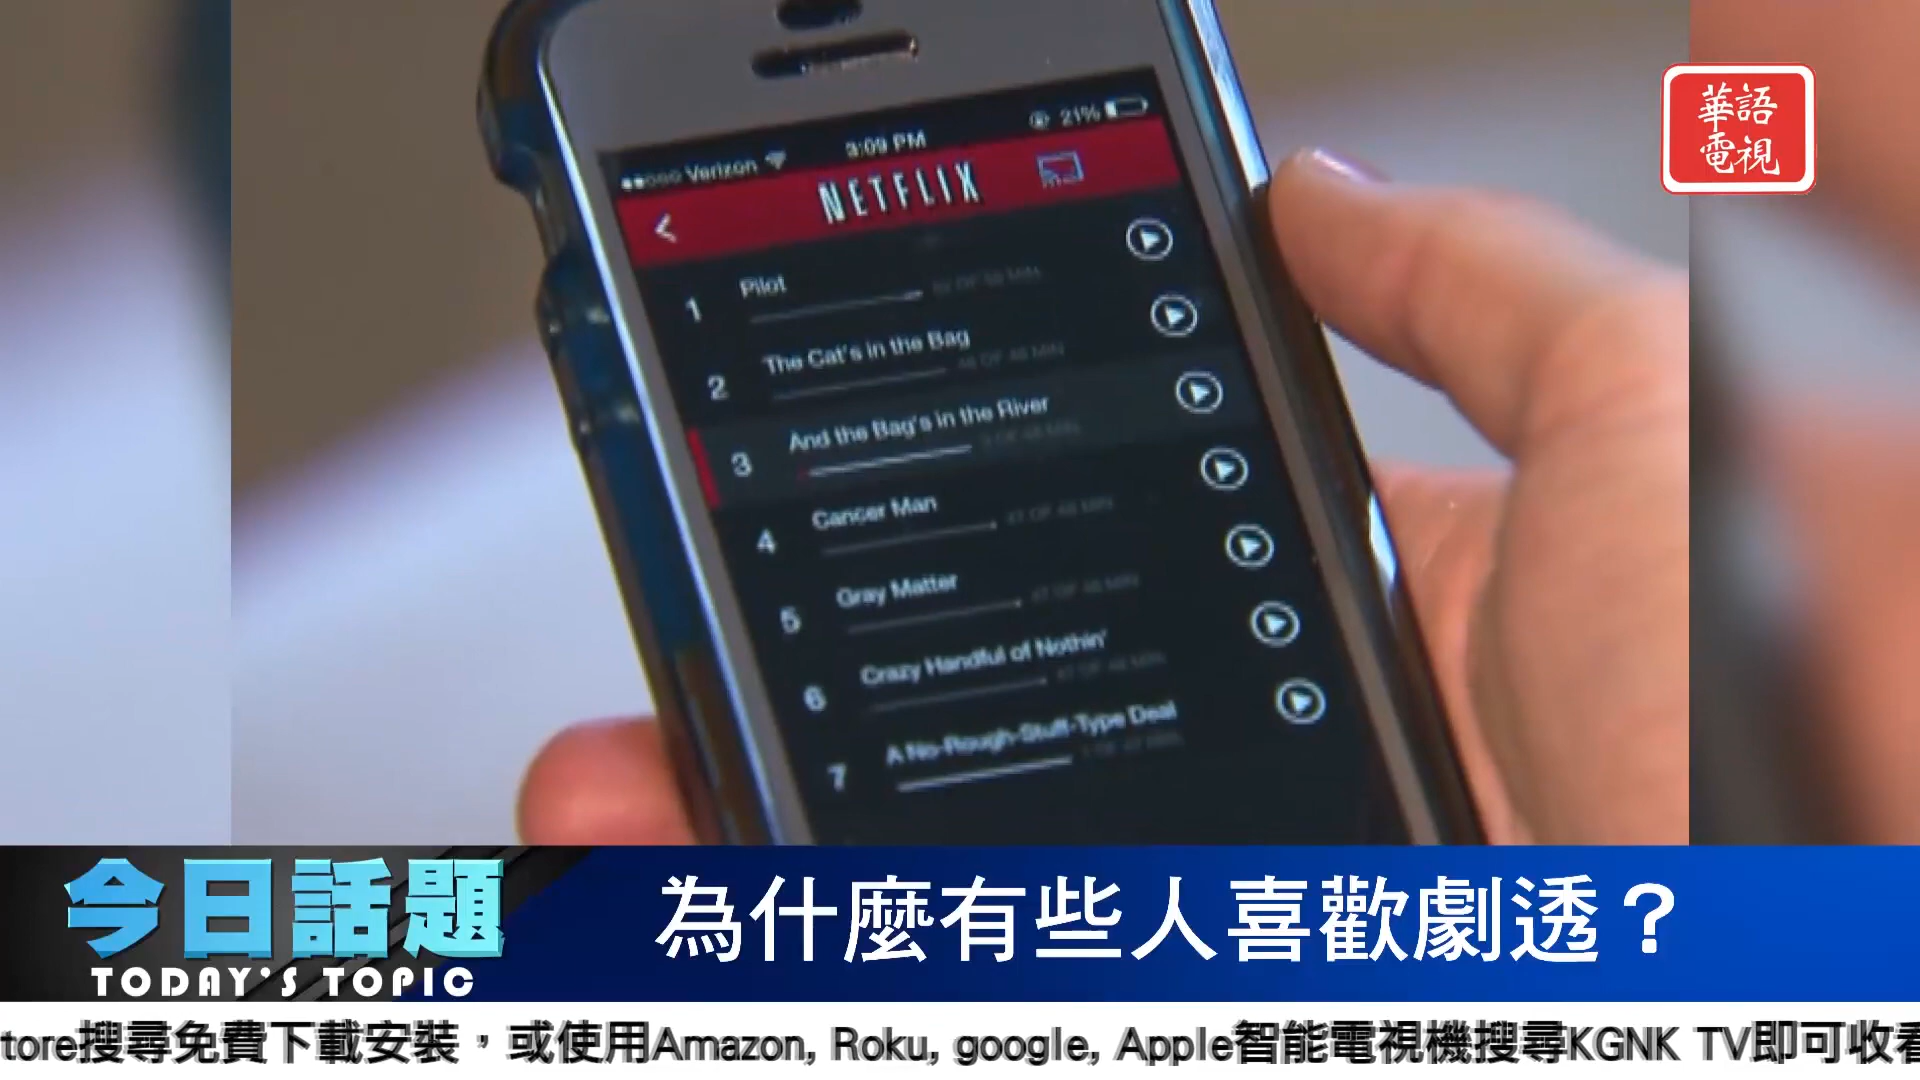 華語
電視
Verizon
3:09 PM
21%
NETFLIX
1 Pilot
2 The Cat's in the Bag
3 And the Bag's in the River
4 Cancer Man
5 Gray Matter
6 Crazy Handful of Nothin'
7 A No-Rough-Stuff-Type Deal
今日話題
為什麼有些人喜歡劇透？
TODAY'S TOPIC
tore搜尋免費下載安裝，或使用Amazon, Roku, google, Apple智能電視機搜尋KGNK TV即可收看